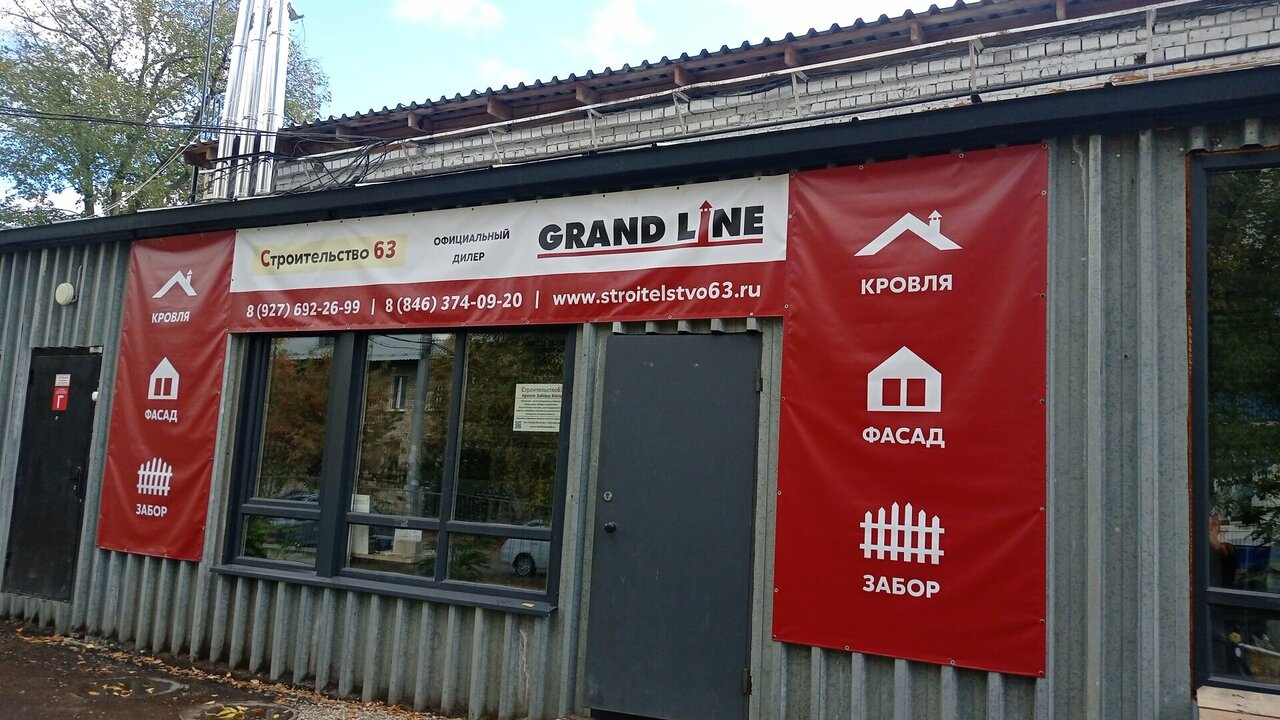 КРОВЛЯ
ФАСАД
ЗАБОР
Строительство 63
ОФИЦИАЛЬНЫЙ
ДИЛЕР
GRAND LINE
8 (927) 692-26-99 | 8 (846) 374-09-20 | www.stroitelstvo63.ru
Строительство63
КРОВЛЯ
ФАСАД
ЗАБОР